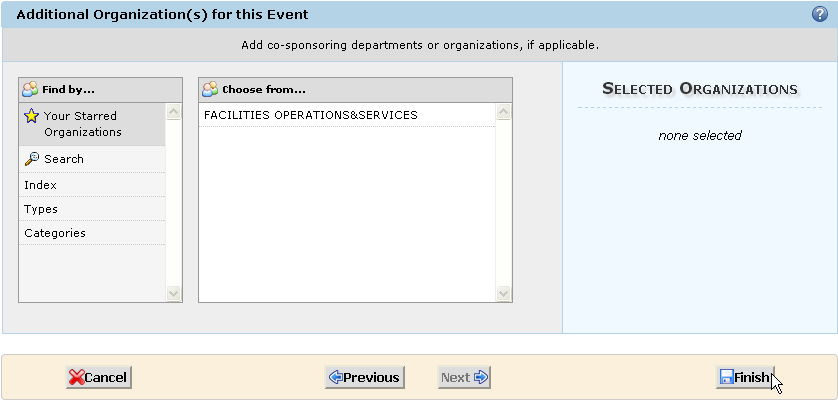 Additional Organization(s) for this Event
?
Add co-sponsoring departments or organizations, if applicable.
Find by...
Your Starred
Organizations
Search
Index
Types
Categories
Choose from...
FACILITIES OPERATIONS&SERVICES
SELECTED ORGANIZATIONS
none selected
Cancel
Previous
Next
Finish